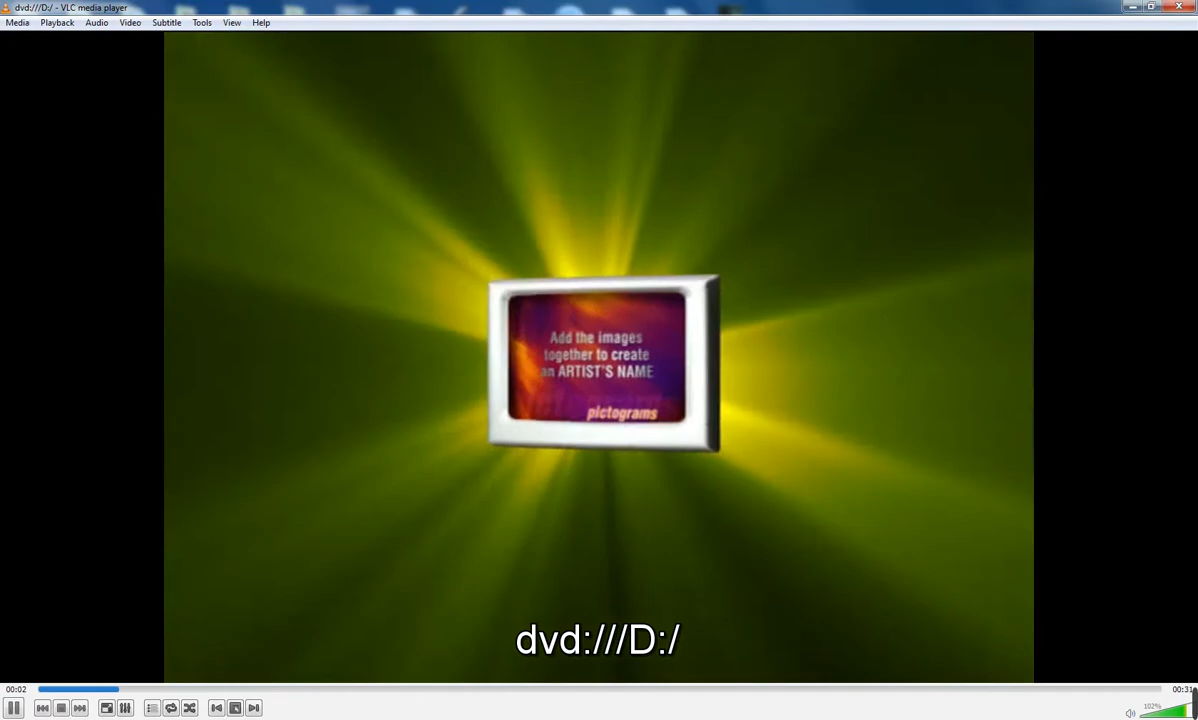 dvd:///D:/ - VLC media player
Media Playback Audio Video Subtitle Tools View Help
Add the images
together to create
an ARTIST'S NAME
pictograms
dvd:///D:/
00:02
00:31
102%